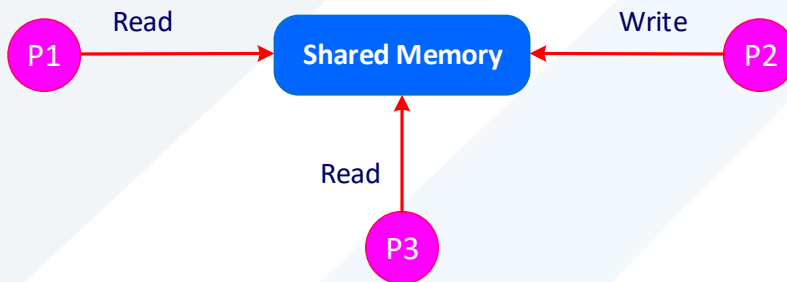 Read
Write
P1
Shared Memory
P2
Read
P3